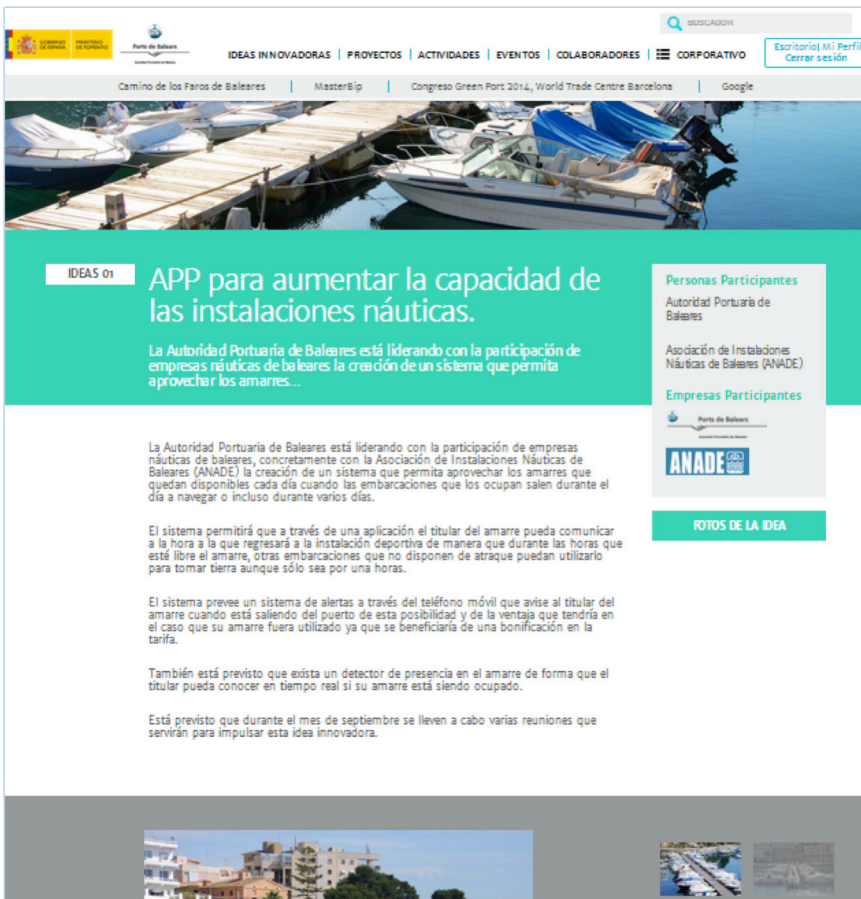 BUSCADOR
GOBIERNO DE ESPAÑA
MINISTERIO DE FOMENTO
Ports de Balears
IDEAS INNOVADORAS | PROYECTOS | ACTIVIDADES | EVENTOS | COLABORADORES | CORPORATIVO
Escritorio| Mi Perfil
Cerrar sesión
Camino de los Faros de Baleares | MasterBip | Congreso Green Port 2014, World Trade Centre Barcelona | Google
IDEAS 01
APP para aumentar la capacidad de
las instalaciones náuticas.
La Autoridad Portuaria de Baleares está liderando con la participación de
empresas náuticas de baleares la creación de un sistema que permita
aprovechar los amarres...
Personas Participantes
Autoridad Portuaria de
Baleares
Asociación de Instalaciones
Náuticas de Baleares (ANADE)
Empresas Participantes
Ports de Balears
ANADE
FOTOS DE LA IDEA
La Autoridad Portuaria de Baleares está liderando con la participación de empresas
náuticas de baleares, concretamente con la Asociación de Instalaciones Náuticas de
Baleares (ANADE) la creación de un sistema que permita aprovechar los amarres que
quedan disponibles cada día cuando las embarcaciones que los ocupan salen durante el
día a navegar o incluso durante varios días.
El sistema permitirá que a través de una aplicación el titular del amarre pueda comunicar
a la hora a la que regresará a la instalación deportiva de manera que durante las horas que
esté libre el amarre, otras embarcaciones que no disponen de atraque puedan utilizarlo
para tomar tierra aunque sólo sea por una horas.
El sistema prevee un sistema de alertas a través del teléfono móvil que avise al titular del
amarre cuando está saliendo del puerto de esta posibilidad y de la ventaja que tendría en
el caso que su amarre fuera utilizado ya que se beneficiaría de una bonificación en la
tarifa.
También está previsto que exista un detector de presencia en el amarre de forma que el
titular pueda conocer en tiempo real si su amarre está siendo ocupado.
Está previsto que durante el mes de septiembre se lleven a cabo varias reuniones que
servirán para impulsar esta idea innovadora.